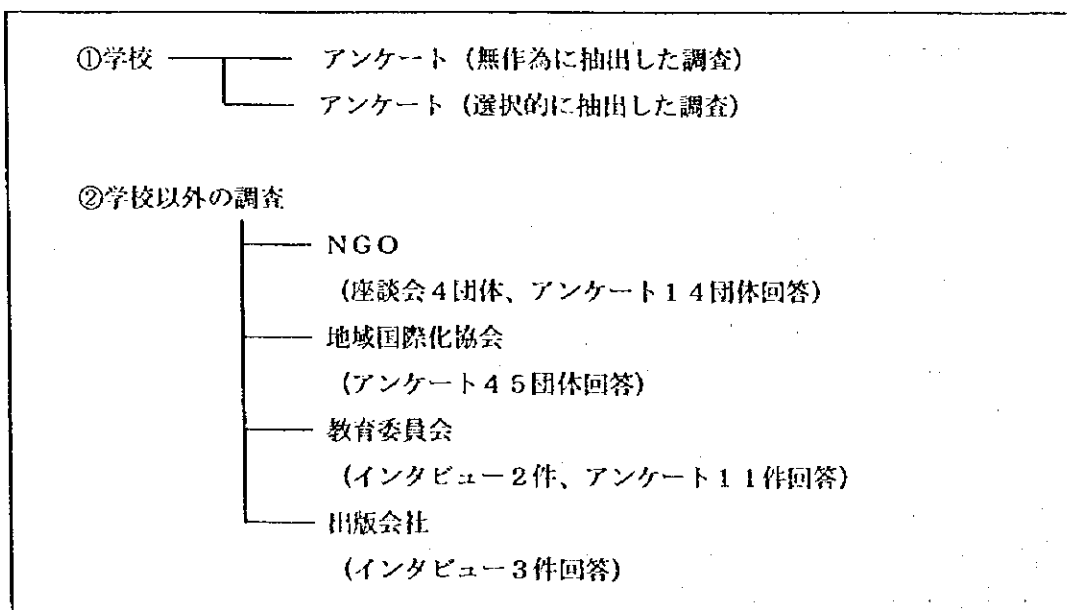 ①学校
アンケート（無作為に抽出した調査）
アンケート（選択的に抽出した調査）
②学校以外の調査
ＮＧＯ
（座談会４団体、アンケート１４団体回答）
地域国際化協会
（アンケート４５団体回答）
教育委員会
（インタビュー２件、アンケート１１件回答）
出版会社
（インタビュー３件回答）